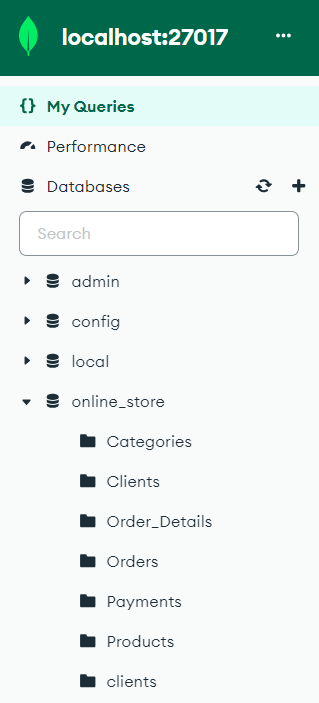 localhost:27017 ...
{} My Queries
Performance
Databases
Search
admin
config
local
online_store
Categories
Clients
Order_Details
Orders
Payments
Products
clients